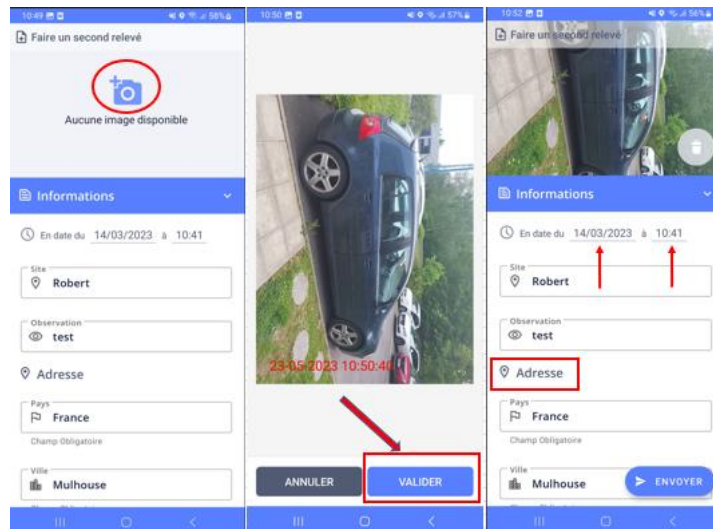 10:49
58%
Faire un second relevé
Aucune image disponible
Informations
En date du 14/03/2023 à 10:41
Site
Robert
Observation
test
Adresse
Pays
France
Champ Obligatoire
Ville
Mulhouse
10:50
57%
23-05-2023 10:50:40
ANNULER
VALIDER
10:52
56%
Faire un second relevé
Informations
En date du 14/03/2023 à 10:41
Site
Robert
Observation
test
Adresse
Pays
France
Champ Obligatoire
Ville
Mulhouse
ENVOYER